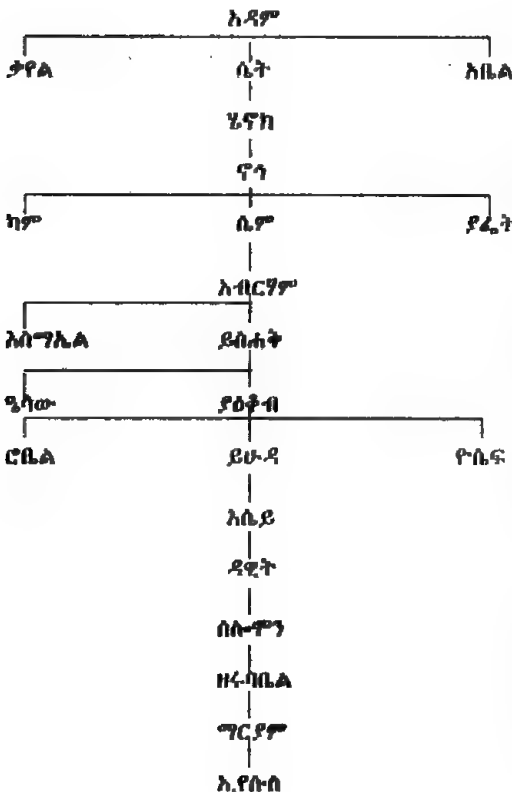 አዳም
ቃየል ሴት አቤል
ሄኖክ
ኖኅ
ካም ሴም ያፌት
አብርሃም
እስማኤል ይስሐቅ
ዔሳው ያዕቆብ
ሮቤል ይሁዳ ዮሴፍ
እሴይ
ዳዊት
ሰሎሞን
ዘሩባቤል
ማርያም
ኢየሱስ